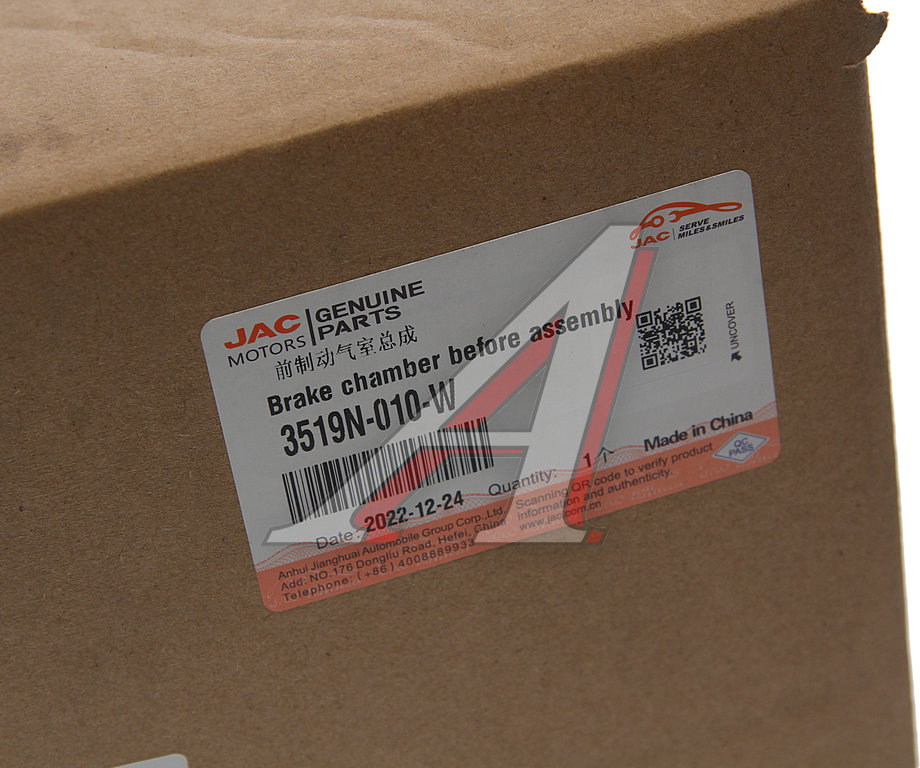 JAC
MOTORS
GENUINE
PARTS
JAC
SERVE
MILES&SMILES
前制动气室总成
Brake chamber before assembly
3519N-010-W
UNCOVER
Date: 2022-12-24
Quantity: 1个
Made in China
QC
PASS
Anhui Jianghuai Automobile Group Corp.,Ltd.
Add: NO.176 Dongliu Road, Hefei, China
Telephone: (+86) 4008889933
Scanning QR code to verify product
information and authenticity.
www.jac.com.cn